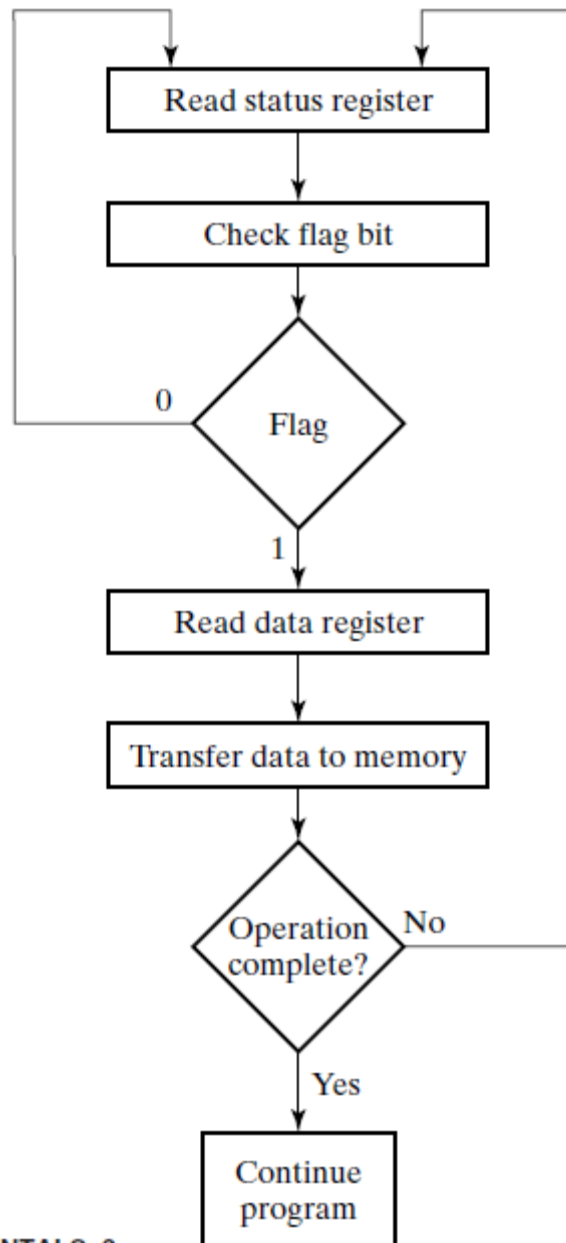 Read status register
Check flag bit
0
Flag
1
Read data register
Transfer data to memory
Operation
complete?
No
Yes
Continue
program